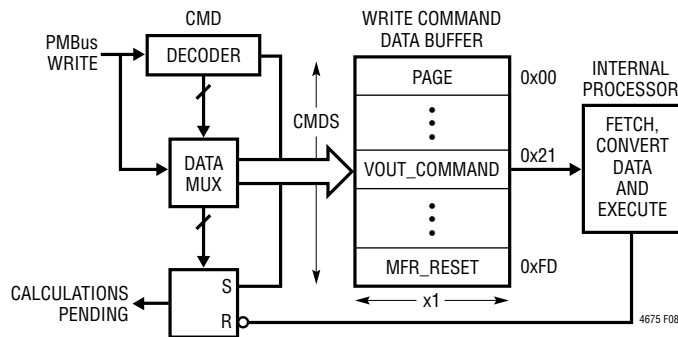 CMD
WRITE COMMAND
DATA BUFFER
PMBus
WRITE
DECODER
PAGE
0x00
INTERNAL
PROCESSOR
CMDS
DATA
MUX
VOUT_COMMAND
0x21
FETCH,
CONVERT
DATA
AND
EXECUTE
S
MFR_RESET
0xFD
CALCULATIONS
PENDING
R
x1
4675 F08